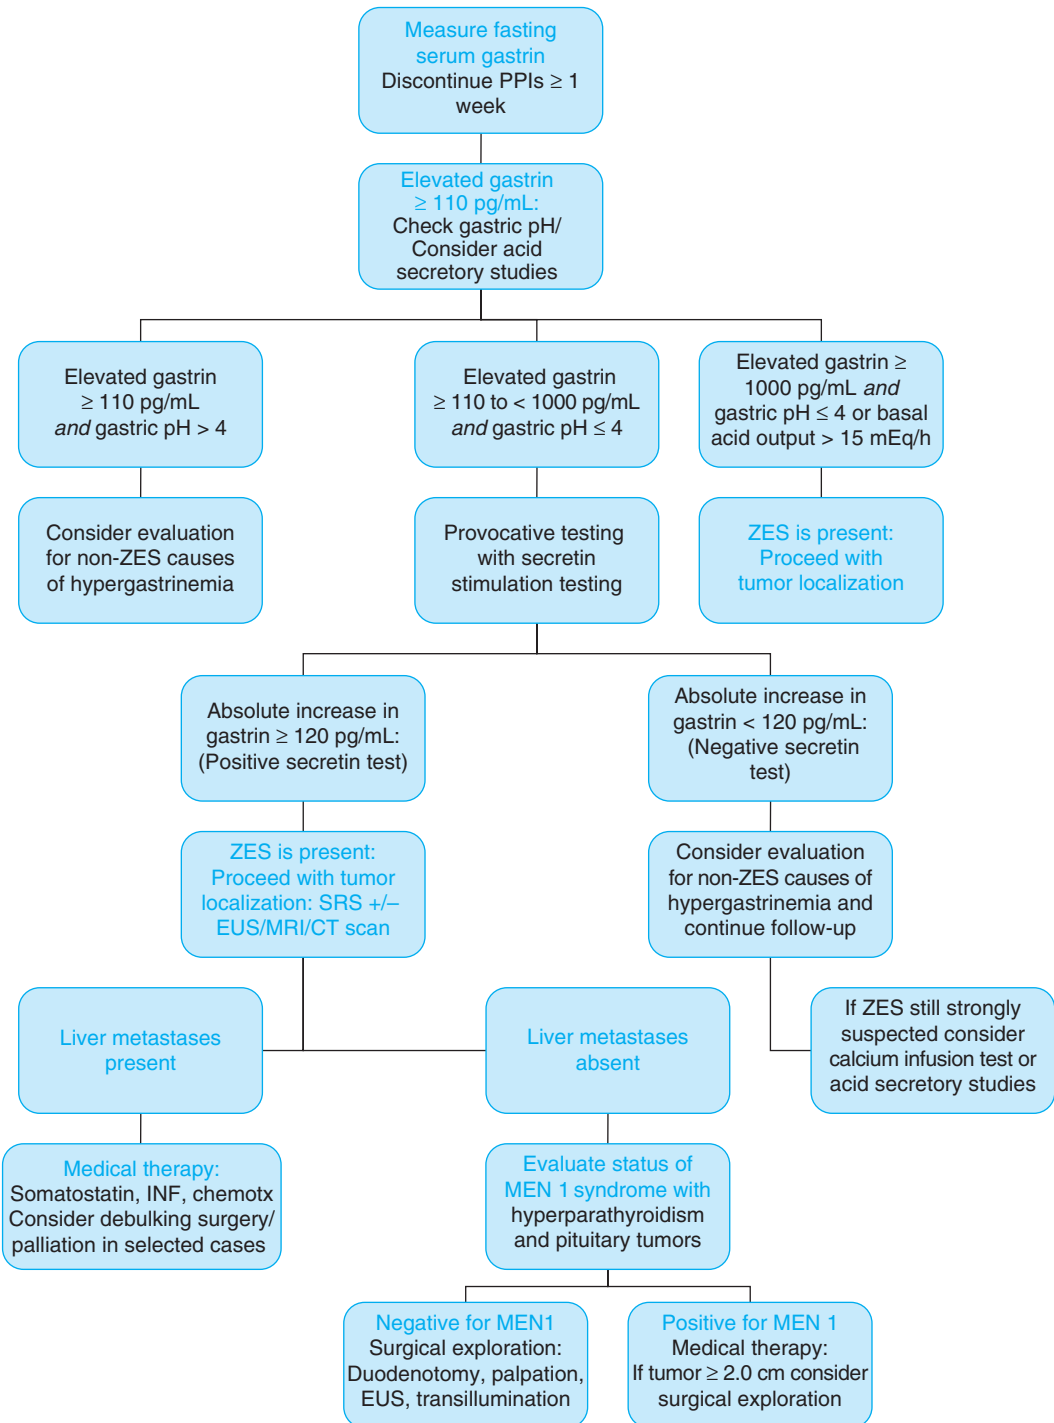 Measure fasting
serum gastrin
Discontinue PPIs ≥ 1
week
Elevated gastrin
≥ 110 pg/mL:
Check gastric pH/
Consider acid
secretory studies
Elevated gastrin
≥ 110 pg/mL
and gastric pH > 4
Elevated gastrin
≥ 110 to < 1000 pg/mL
and gastric pH ≤ 4
Elevated gastrin ≥
1000 pg/mL and
gastric pH ≤ 4 or basal
acid output > 15 mEq/h
Consider evaluation
for non-ZES causes
of hypergastrinemia
Provocative testing
with secretin
stimulation testing
ZES is present:
Proceed with
tumor localization
Absolute increase in
gastrin ≥ 120 pg/mL:
(Positive secretin test)
Absolute increase in
gastrin < 120 pg/mL:
(Negative secretin
test)
ZES is present:
Proceed with tumor
localization: SRS +/–
EUS/MRI/CT scan
Consider evaluation
for non-ZES causes of
hypergastrinemia and
continue follow-up
Liver metastases
present
Liver metastases
absent
If ZES still strongly
suspected consider
calcium infusion test or
acid secretory studies
Medical therapy:
Somatostatin, INF, chemotx
Consider debulking surgery/
palliation in selected cases
Evaluate status of
MEN 1 syndrome with
hyperparathyroidism
and pituitary tumors
Negative for MEN1
Surgical exploration:
Duodenotomy, palpation,
EUS, transillumination
Positive for MEN 1
Medical therapy:
If tumor ≥ 2.0 cm consider
surgical exploration